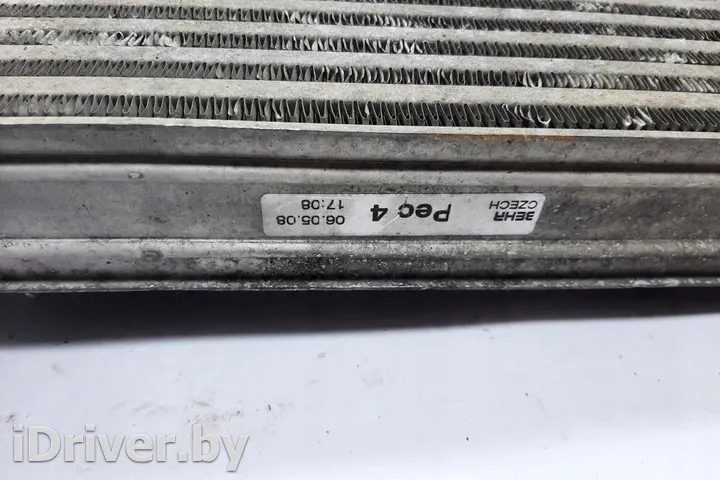 BEHR
CZECH
Pec 4
06.05.08
17:08
iDriver.by